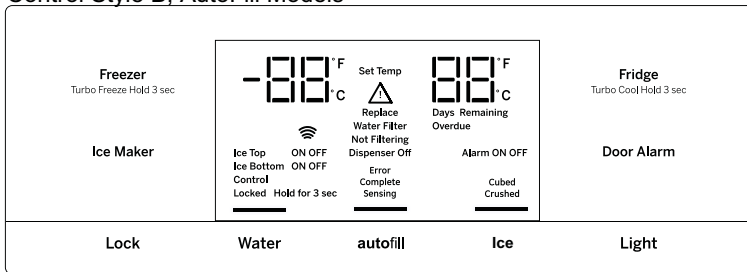 Control Style B, AutoFill Models
Freezer
Turbo Freeze Hold 3 sec
Ice Maker
-88 °F °C
Set Temp
88 °F °C
Replace
Water Filter
Not Filtering
Dispenser Off
Days Remaining
Overdue
Ice Top ON OFF
Ice Bottom ON OFF
Control
Locked Hold for 3 sec
Error
Complete
Sensing
Alarm ON OFF
Cubed
Crushed
Fridge
Turbo Cool Hold 3 sec
Door Alarm
Lock
Water
autofill
Ice
Light